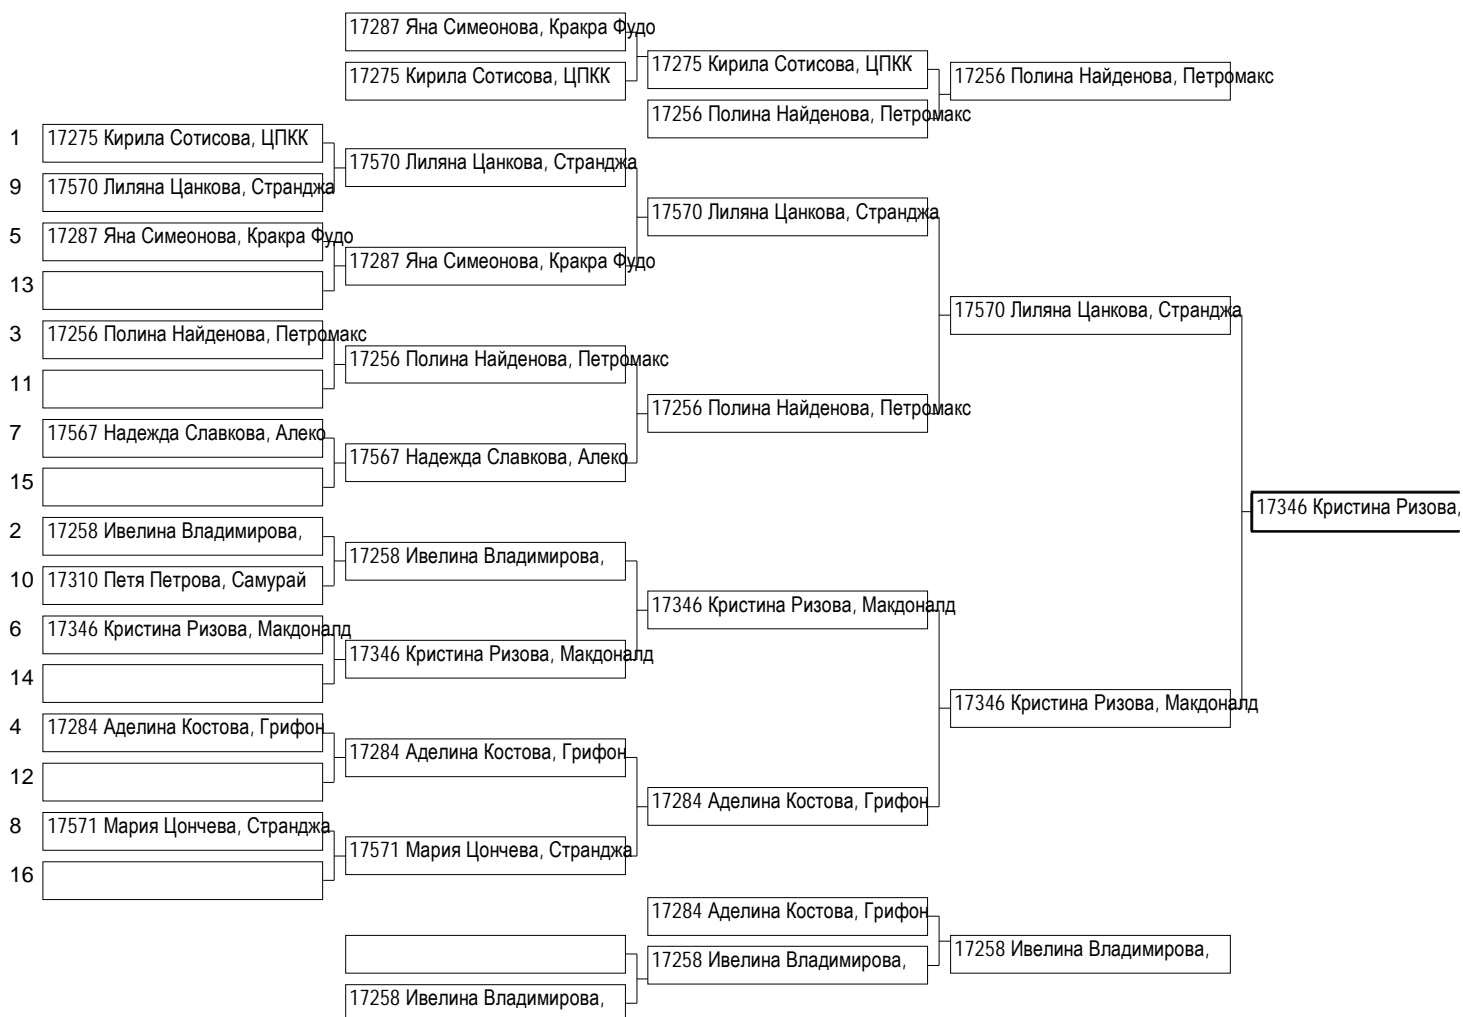 17287 Яна Симеонова, Кракра Фудо
17275 Кирила Сотисова, ЦПКК
17275 Кирила Сотисова, ЦПКК
17256 Полина Найденова, Петромакс
17256 Полина Найденова, Петромакс
1 17275 Кирила Сотисова, ЦПКК
9 17570 Лиляна Цанкова, Странджа
5 17287 Яна Симеонова, Кракра Фудо
13
3 17256 Полина Найденова, Петромакс
11
7 17567 Надежда Славкова, Алеко
15
2 17258 Ивелина Владимирова,
10 17310 Петя Петрова, Самурай
6 17346 Кристина Ризова, Макдоналд
14
4 17284 Аделина Костова, Грифон
12
8 17571 Мария Цончева, Странджа
16
17570 Лиляна Цанкова, Странджа
17287 Яна Симеонова, Кракра Фудо
17256 Полина Найденова, Петромакс
17567 Надежда Славкова, Алеко
17258 Ивелина Владимирова,
17346 Кристина Ризова, Макдоналд
17284 Аделина Костова, Грифон
17571 Мария Цончева, Странджа
17570 Лиляна Цанкова, Странджа
17256 Полина Найденова, Петромакс
17346 Кристина Ризова, Макдоналд
17284 Аделина Костова, Грифон
17570 Лиляна Цанкова, Странджа
17346 Кристина Ризова, Макдоналд
17346 Кристина Ризова,
17258 Ивелина Владимирова,
17284 Аделина Костова, Грифон
17258 Ивелина Владимирова,
17258 Ивелина Владимирова,